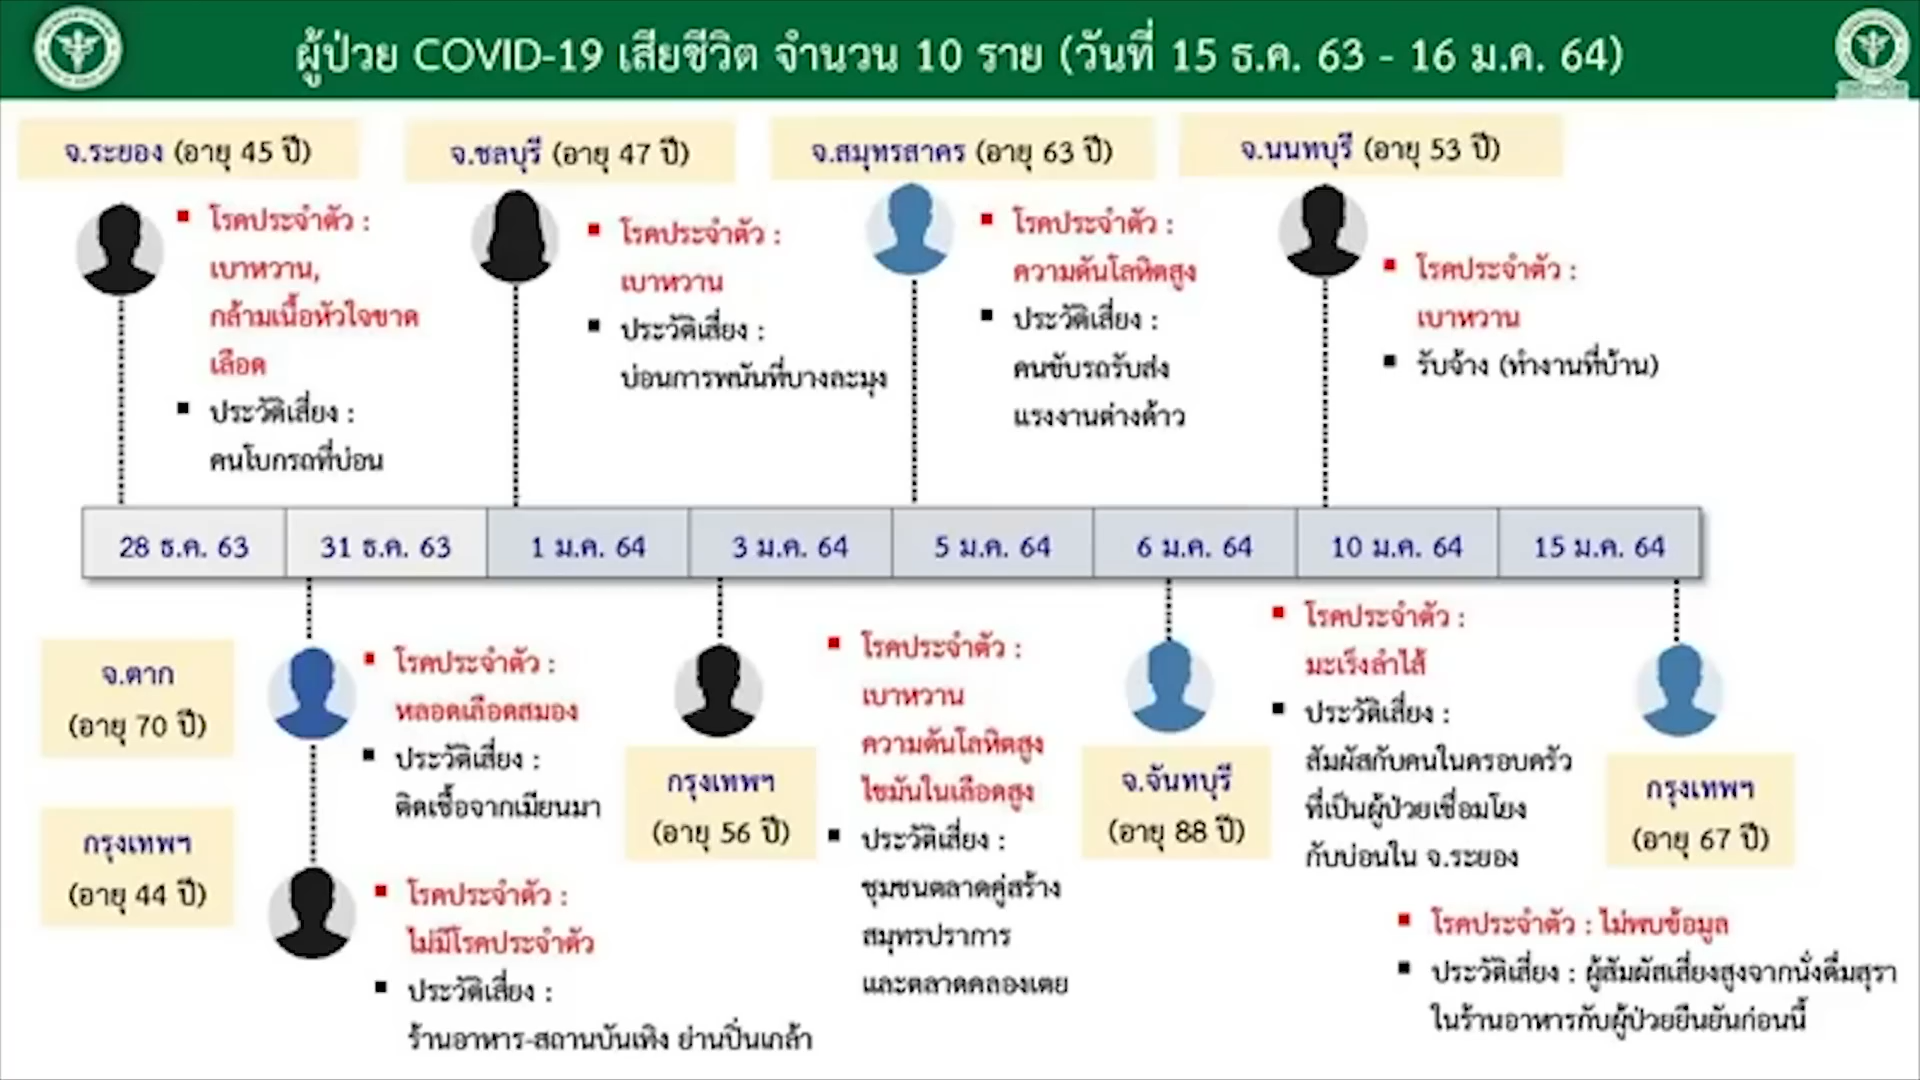 ผู้ป่วย COVID-19 เสียชีวิต จำนวน 10 ราย (วันที่ 15 ธ.ค. 63 - 16 ม.ค. 64)
จ.ระยอง (อายุ 45 ปี)
โรคประจำตัว :
เบาหวาน,
กล้ามเนื้อหัวใจขาด
เลือด
ประวัติเสี่ยง :
คนโบกรถที่บ่อน
จ.ชลบุรี (อายุ 47 ปี)
โรคประจำตัว :
เบาหวาน
ประวัติเสี่ยง :
บ่อนการพนันที่บางละมุง
จ.สมุทรสาคร (อายุ 63 ปี)
โรคประจำตัว :
ความดันโลหิตสูง
ประวัติเสี่ยง :
คนขับรถรับส่ง
แรงงานต่างด้าว
จ.นนทบุรี (อายุ 53 ปี)
โรคประจำตัว :
เบาหวาน
รับจ้าง (ทำงานที่บ้าน)
28 ธ.ค. 63
31 ธ.ค. 63
1 ม.ค. 64
3 ม.ค. 64
5 ม.ค. 64
6 ม.ค. 64
10 ม.ค. 64
15 ม.ค. 64
จ.ตาก
(อายุ 70 ปี)
โรคประจำตัว :
หลอดเลือดสมอง
ประวัติเสี่ยง :
ติดเชื้อจากเมียนมา
กรุงเทพฯ
(อายุ 44 ปี)
โรคประจำตัว :
ไม่มีโรคประจำตัว
ประวัติเสี่ยง :
ร้านอาหาร-สถานบันเทิง ย่านปิ่นเกล้า
กรุงเทพฯ
(อายุ 56 ปี)
โรคประจำตัว :
เบาหวาน
ความดันโลหิตสูง
ไขมันในเลือดสูง
ประวัติเสี่ยง :
ชุมชนตลาดคู่สร้าง
สมุทรปราการ
และตลาดคลองเตย
จ.จันทบุรี
(อายุ 88 ปี)
โรคประจำตัว :
มะเร็งลำไส้
ประวัติเสี่ยง :
สัมผัสกับคนในครอบครัว
ที่เป็นผู้ป่วยเชื่อมโยง
กับบ่อนใน จ.ระยอง
กรุงเทพฯ
(อายุ 67 ปี)
โรคประจำตัว : ไม่พบข้อมูล
ประวัติเสี่ยง : ผู้สัมผัสเสี่ยงสูงจากนั่งดื่มสุรา
ในร้านอาหารกับผู้ป่วยยืนยันก่อนนี้